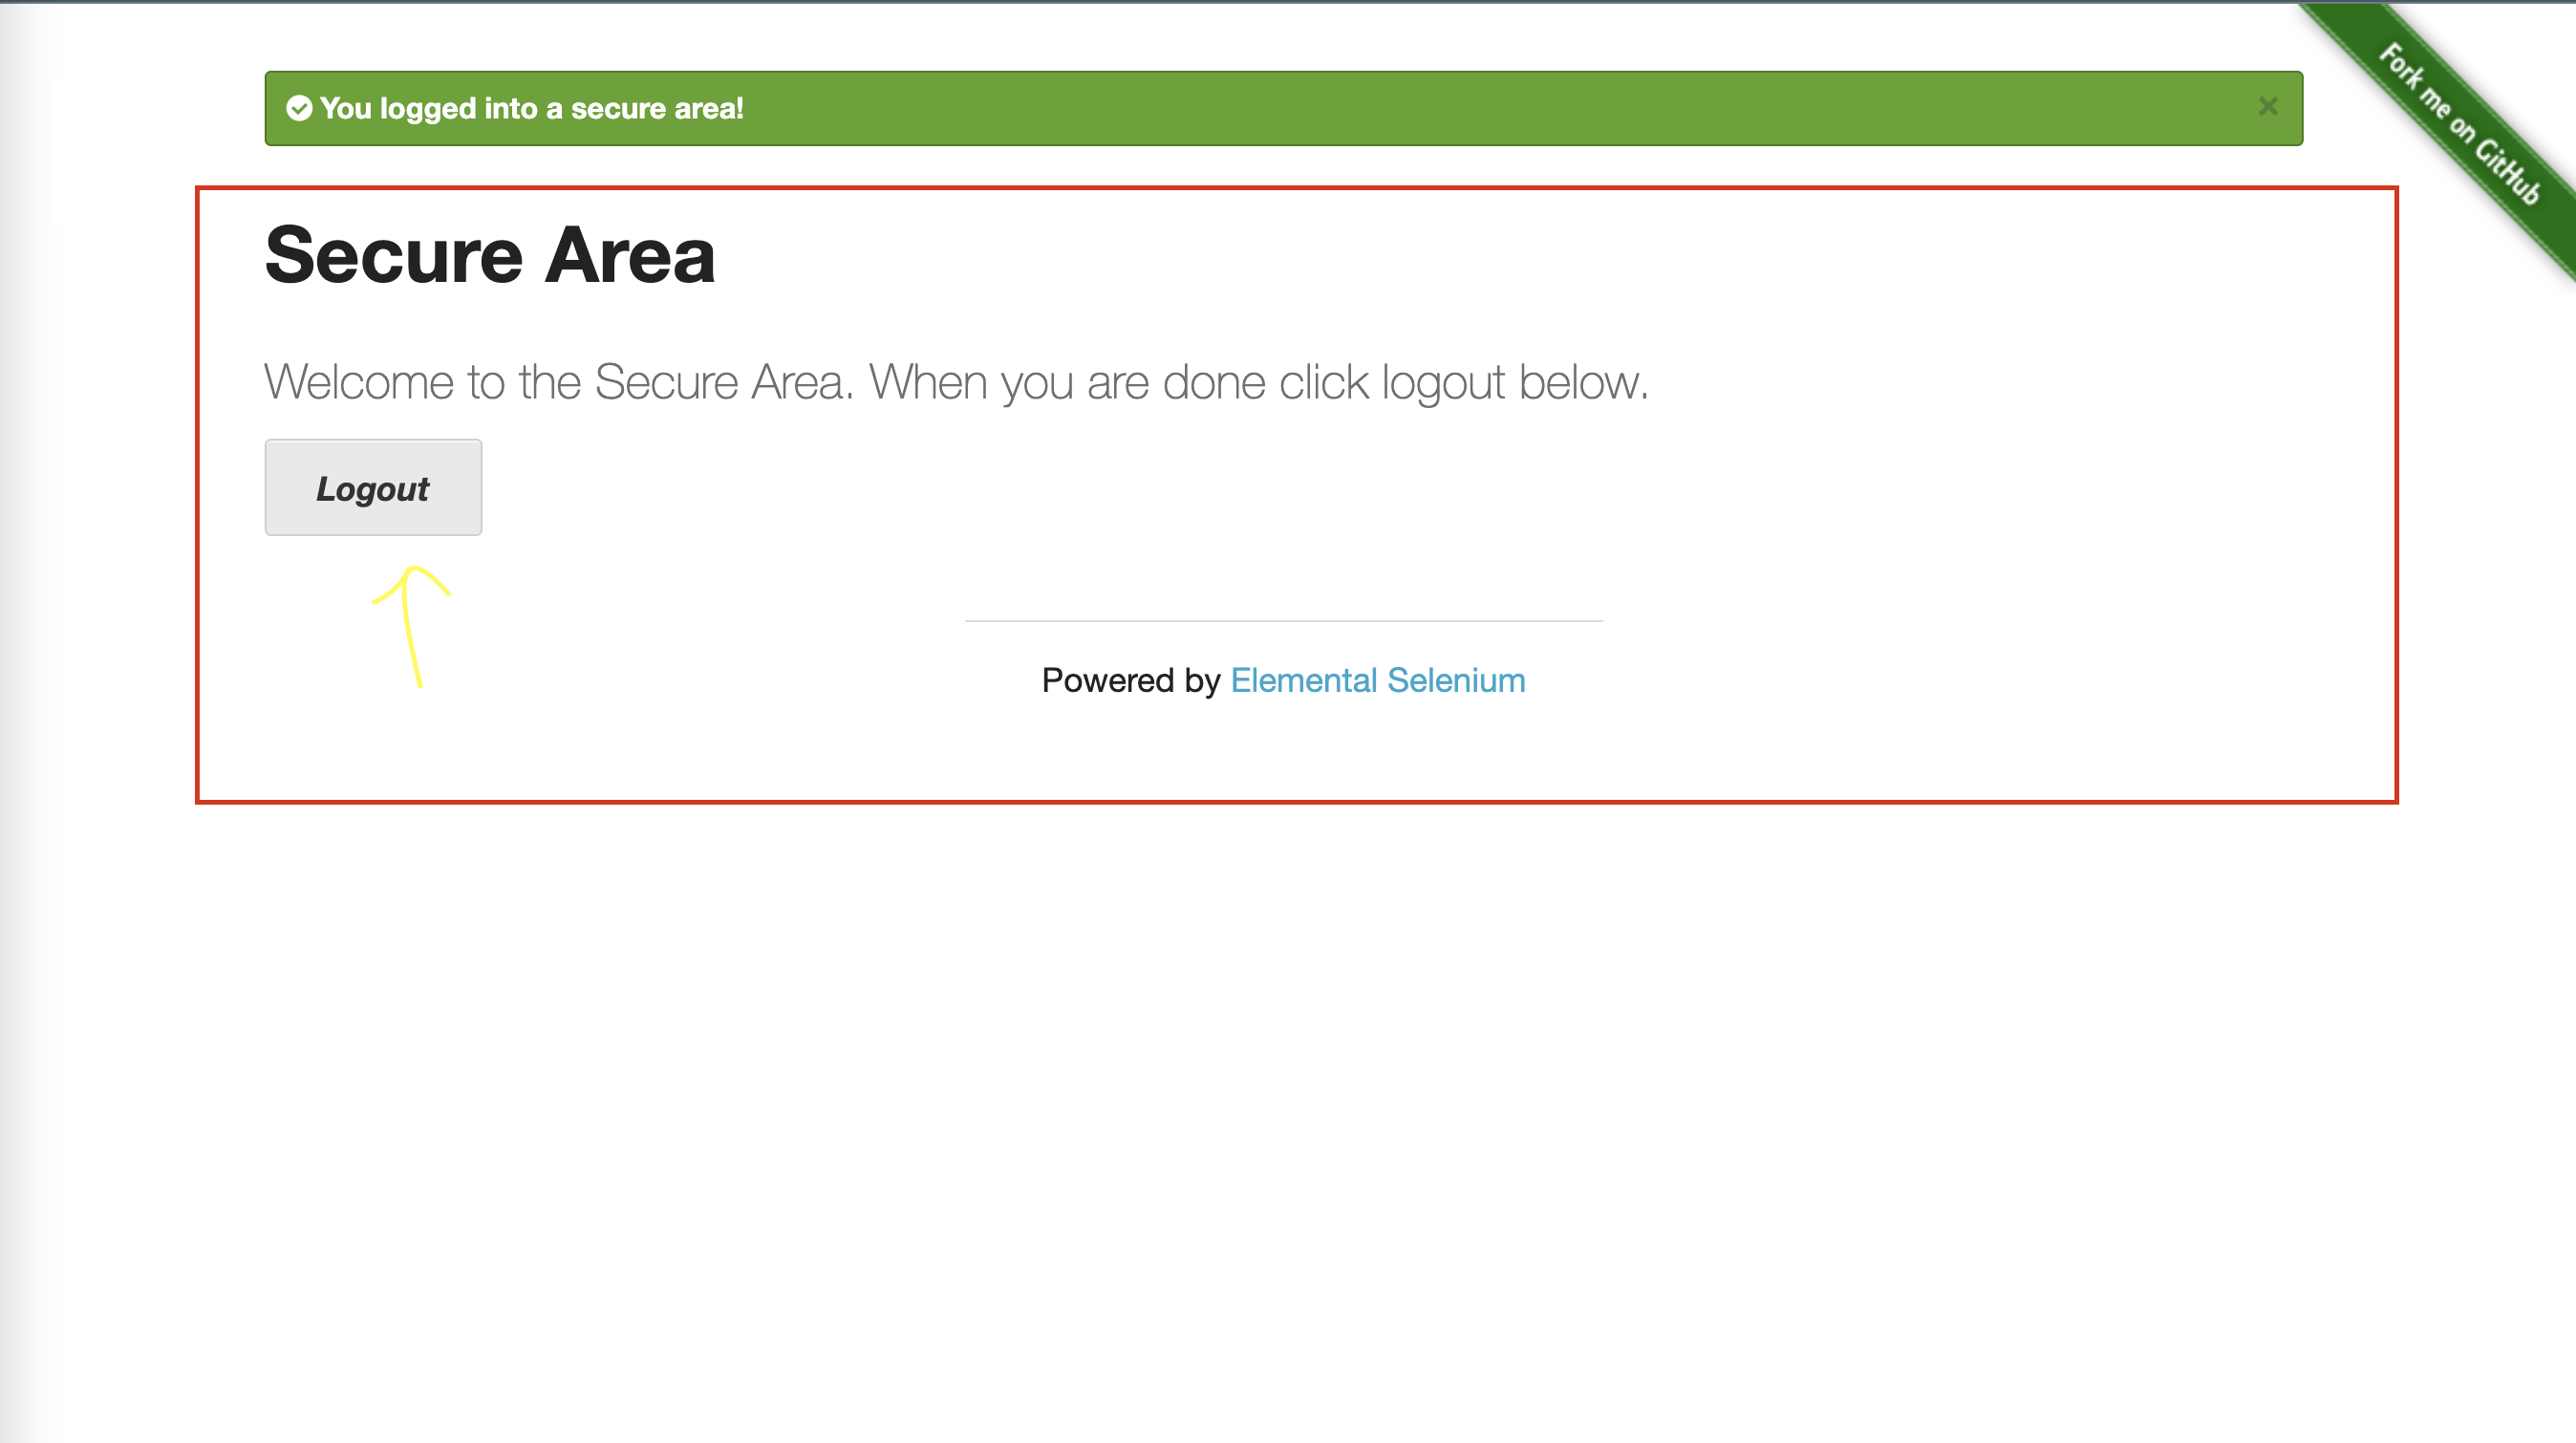 Fork me on GitHub
You logged into a secure area!
Secure Area
Welcome to the Secure Area. When you are done click logout below.
Logout
Powered by Elemental Selenium